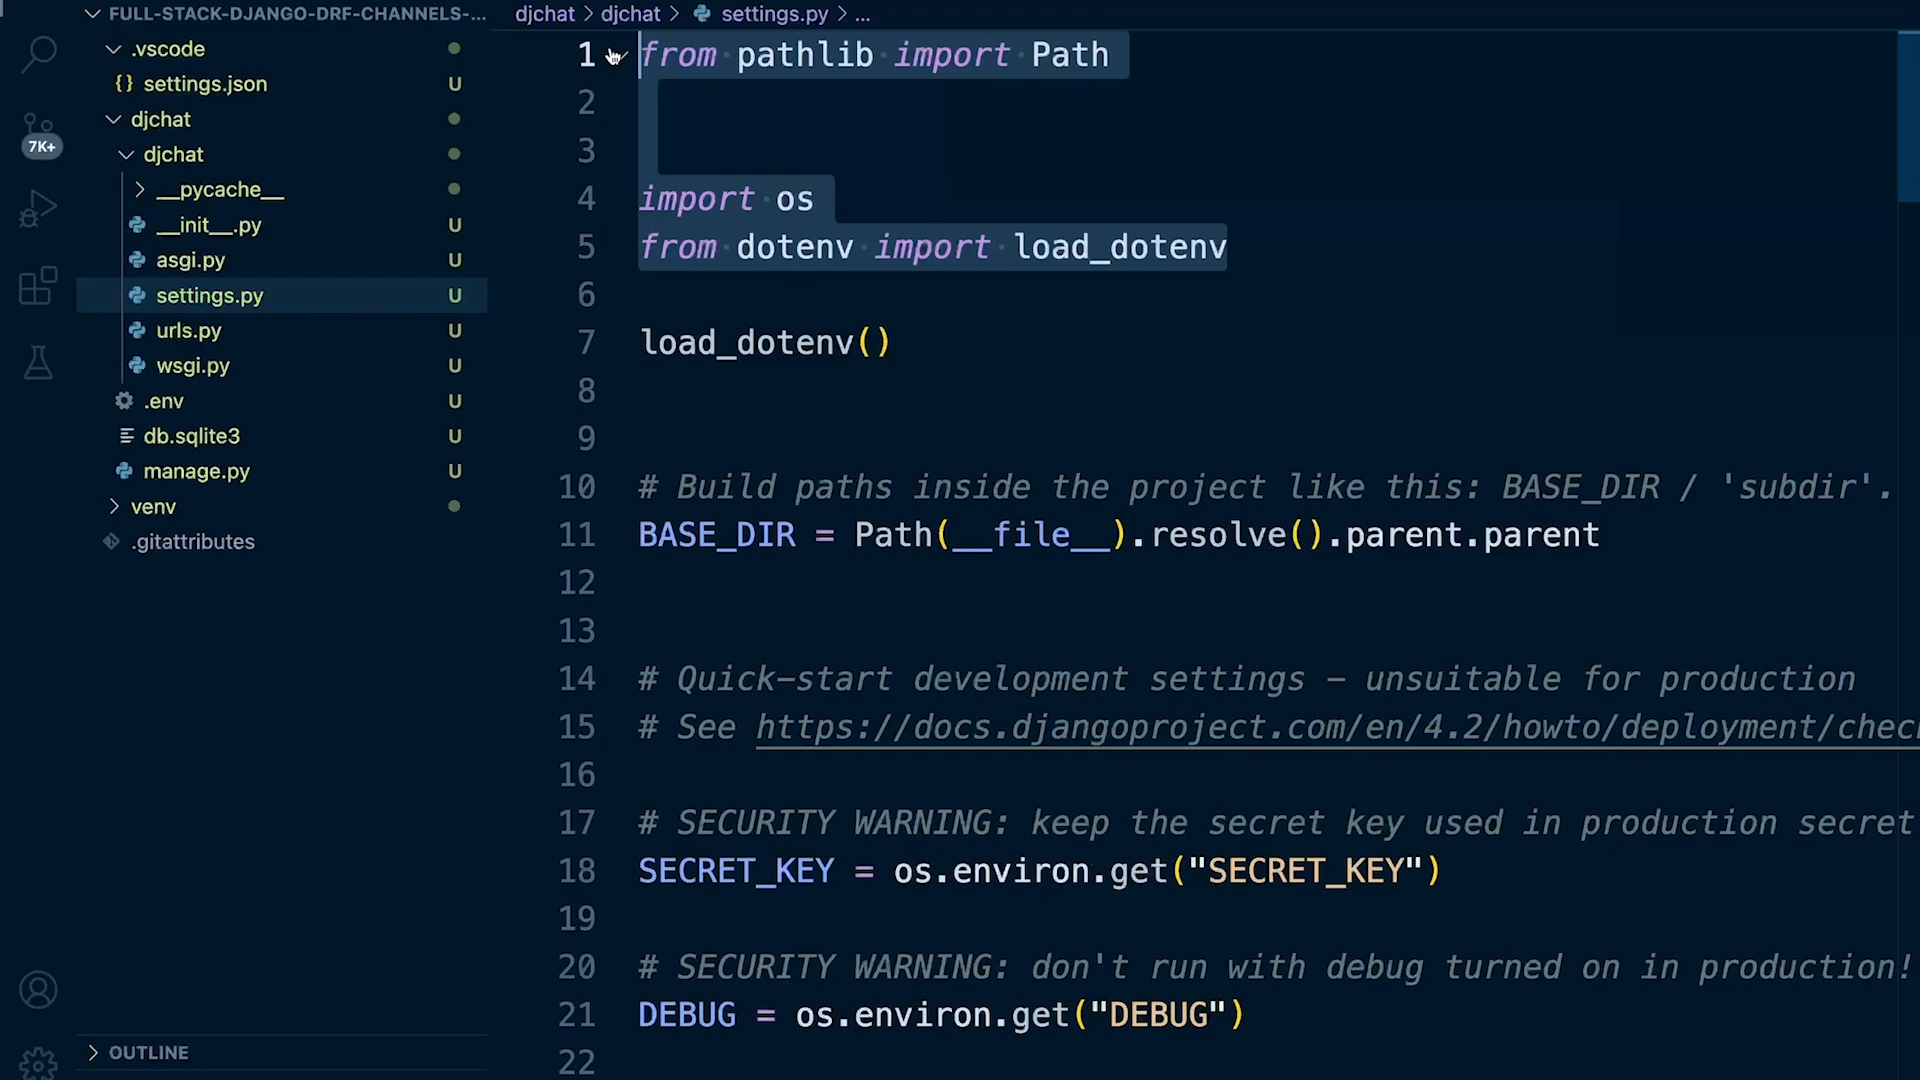 FULL-STACK-DJANGO-DRF-CHANNELS-...
.vscode
{} settings.json U
djchat
djchat
__pycache__
__init__.py U
asgi.py U
settings.py U
urls.py U
wsgi.py U
.env U
db.sqlite3 U
manage.py U
venv
.gitattributes
OUTLINE
7K+
djchat > djchat > settings.py > ...
1 from pathlib import Path
2
3
4 import os
5 from dotenv import load_dotenv
6
7 load_dotenv()
8
9
10 # Build paths inside the project like this: BASE_DIR / 'subdir'.
11 BASE_DIR = Path(__file__).resolve().parent.parent
12
13
14 # Quick-start development settings - unsuitable for production
15 # See https://docs.djangoproject.com/en/4.2/howto/deployment/chec
16
17 # SECURITY WARNING: keep the secret key used in production secret
18 SECRET_KEY = os.environ.get("SECRET_KEY")
19
20 # SECURITY WARNING: don't run with debug turned on in production!
21 DEBUG = os.environ.get("DEBUG")
22